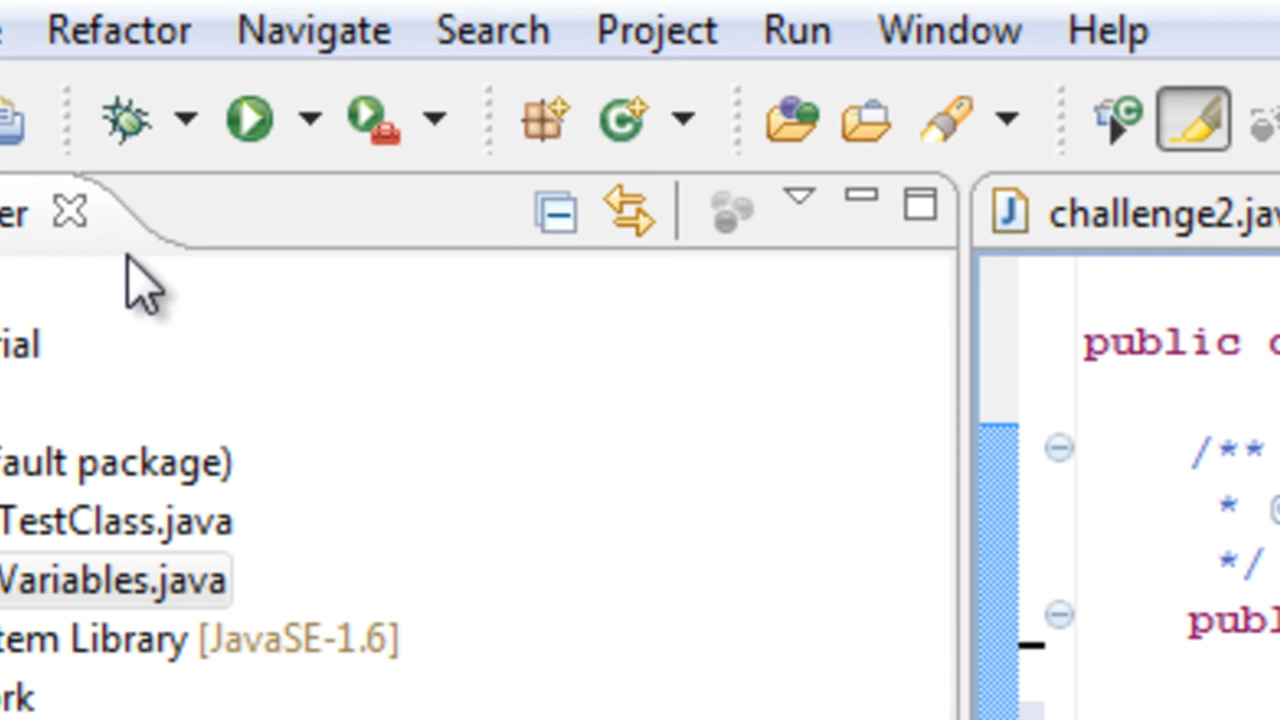 Refactor Navigate Search Project Run Window Help
er
challenge2.jav
rial
fault package)
TestClass.java
Variables.java
tem Library [JavaSE-1.6]
ork
public c
/**
* @
*/
publ